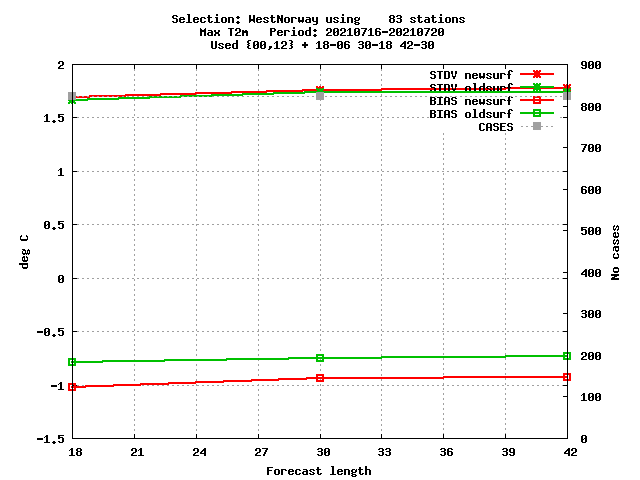 Selection: WestNorway using    83 stations
Max T2m   Period: 20210716-20210720
Used {00,12} + 18-06 30-18 42-30
2
1.5
1
0.5
0
-0.5
-1
-1.5
deg C
STDV newsurf
STDV oldsurf
BIAS newsurf
BIAS oldsurf
CASES
900
800
700
600
500
400
300
200
100
0
No cases
18 21 24 27 30 33 36 39 42
Forecast length